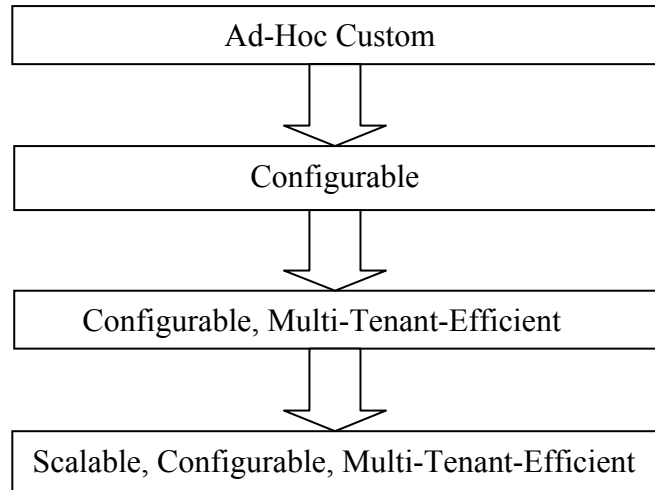 Ad-Hoc Custom
Configurable
Configurable, Multi-Tenant-Efficient
Scalable, Configurable, Multi-Tenant-Efficient